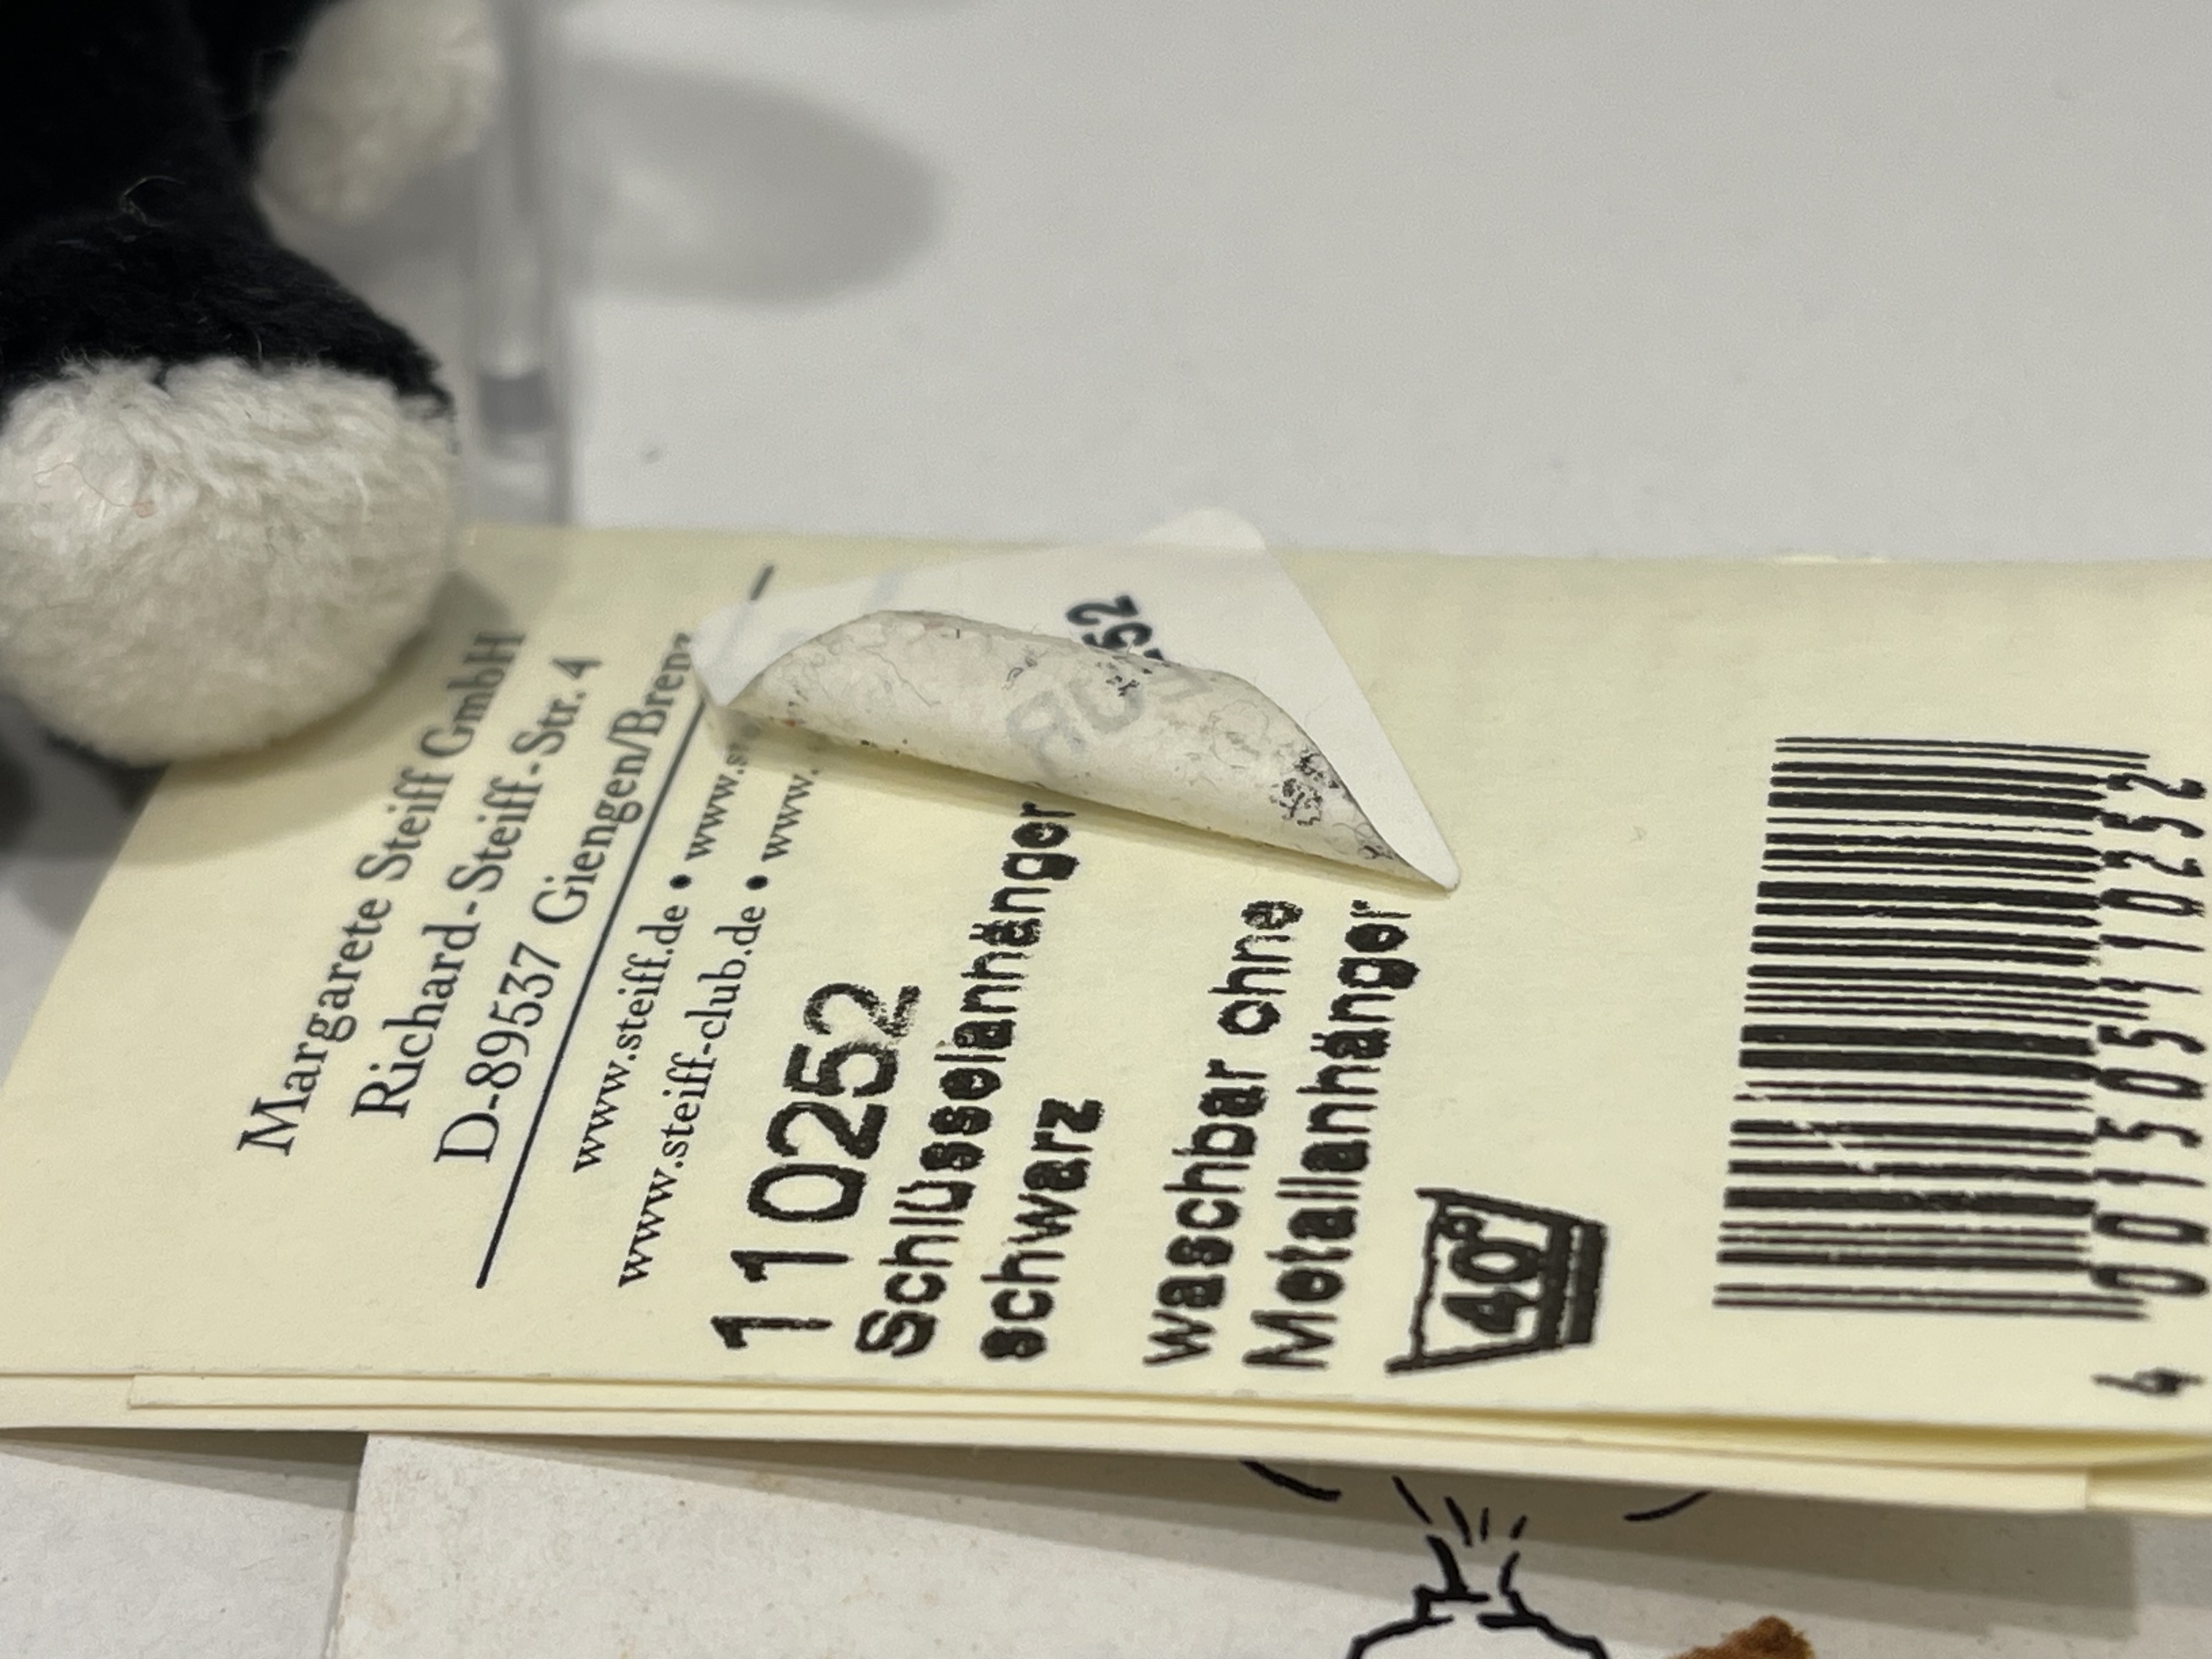 Margarete Steiff GmbH
Richard-Steiff-Str. 4
D-89537 Giengen/Brenz
www.steiff.de • www.s
www.steiff-club.de • www.
110252
Schlüsselanhänger
schwarz
waschbar ohne
Metallanhänger
40°
4 001505 110252
52